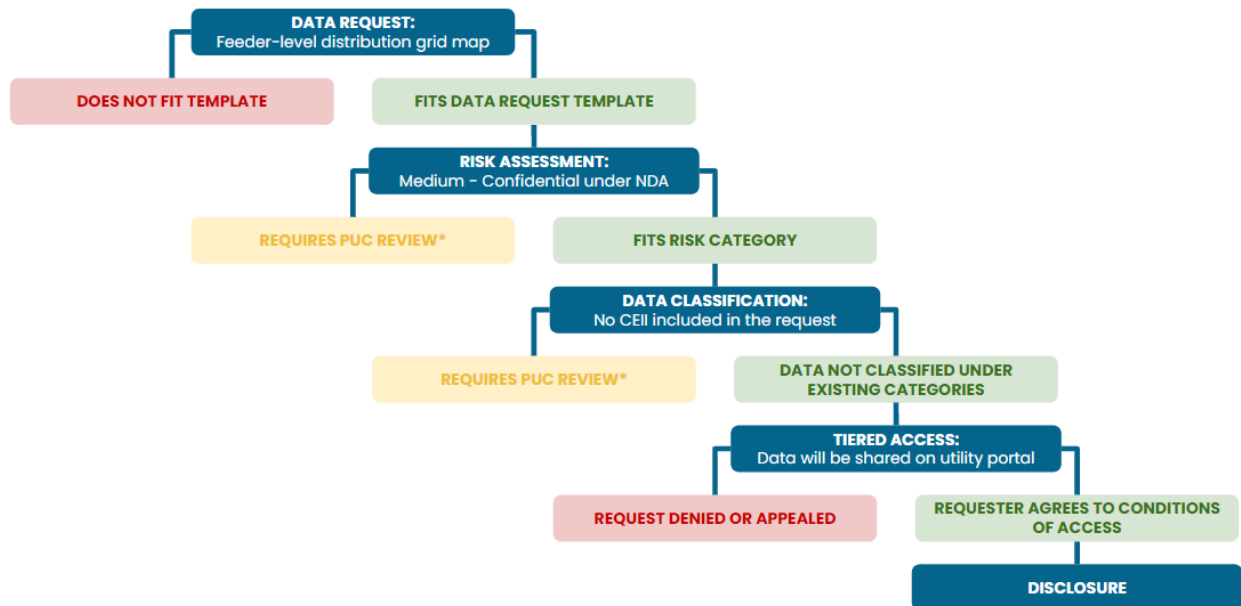 DATA REQUEST:
Feeder-level distribution grid map
DOES NOT FIT TEMPLATE
FITS DATA REQUEST TEMPLATE
RISK ASSESSMENT:
Medium - Confidential under NDA
REQUIRES PUC REVIEW*
FITS RISK CATEGORY
DATA CLASSIFICATION:
No CEII included in the request
REQUIRES PUC REVIEW*
DATA NOT CLASSIFIED UNDER
EXISTING CATEGORIES
TIERED ACCESS:
Data will be shared on utility portal
REQUEST DENIED OR APPEALED
REQUESTER AGREES TO CONDITIONS
OF ACCESS
DISCLOSURE